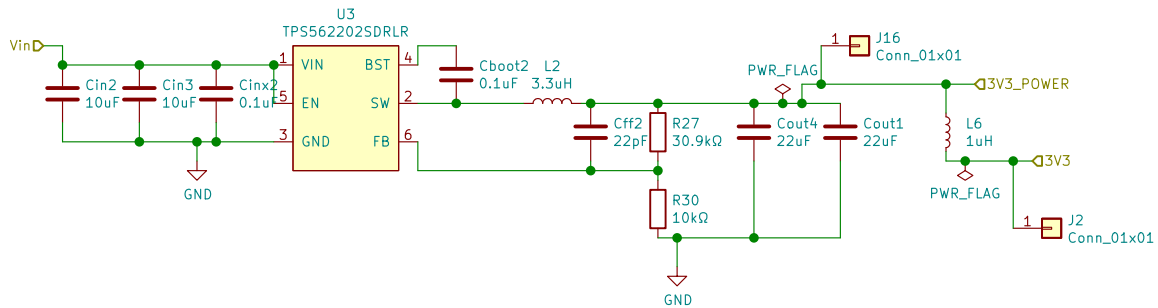 U3
TPS562202SDRLR
Vin
1 VIN
5 EN
3 GND
BST 4
SW 2
FB 6
Cin2
10uF
Cin3
10uF
Cinx2
0.1uF
GND
Cboot2
0.1uF
L2
3.3uH
Cff2
22pF
R27
30.9kΩ
R30
10kΩ
GND
PWR_FLAG
Cout4
22uF
Cout1
22uF
1
J16
Conn_01x01
3V3_POWER
L6
1uH
3V3
PWR_FLAG
1
J2
Conn_01x01